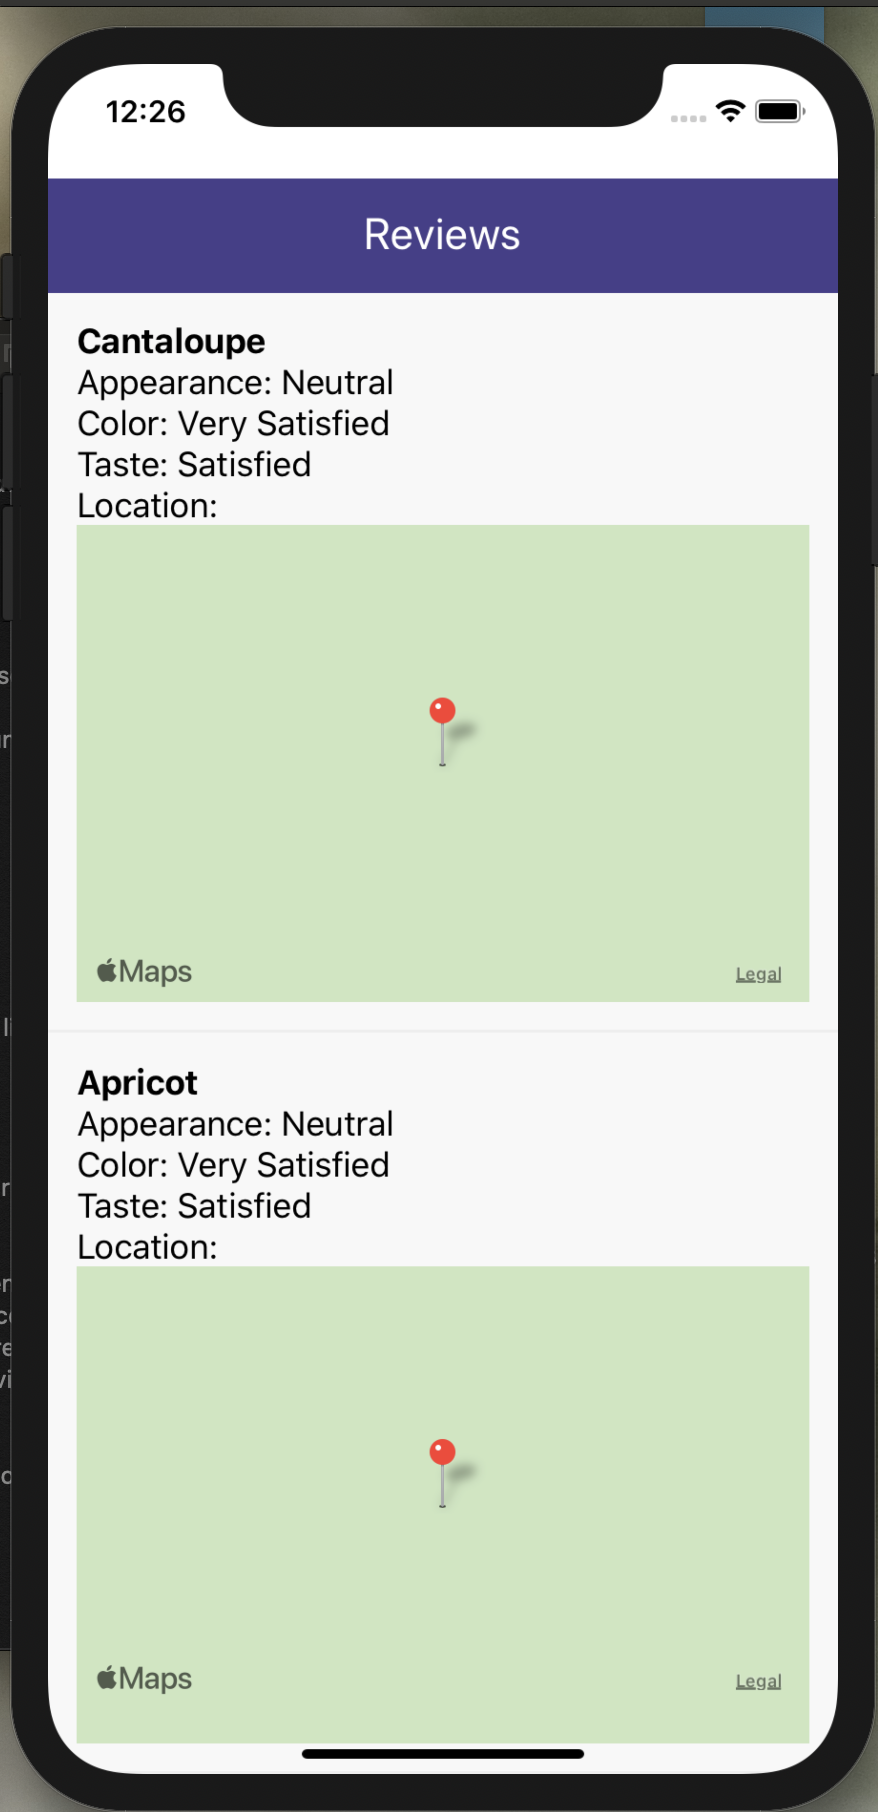 12:26
Reviews
Cantaloupe
Appearance: Neutral
Color: Very Satisfied
Taste: Satisfied
Location:
Maps
Legal
Apricot
Appearance: Neutral
Color: Very Satisfied
Taste: Satisfied
Location:
Maps
Legal